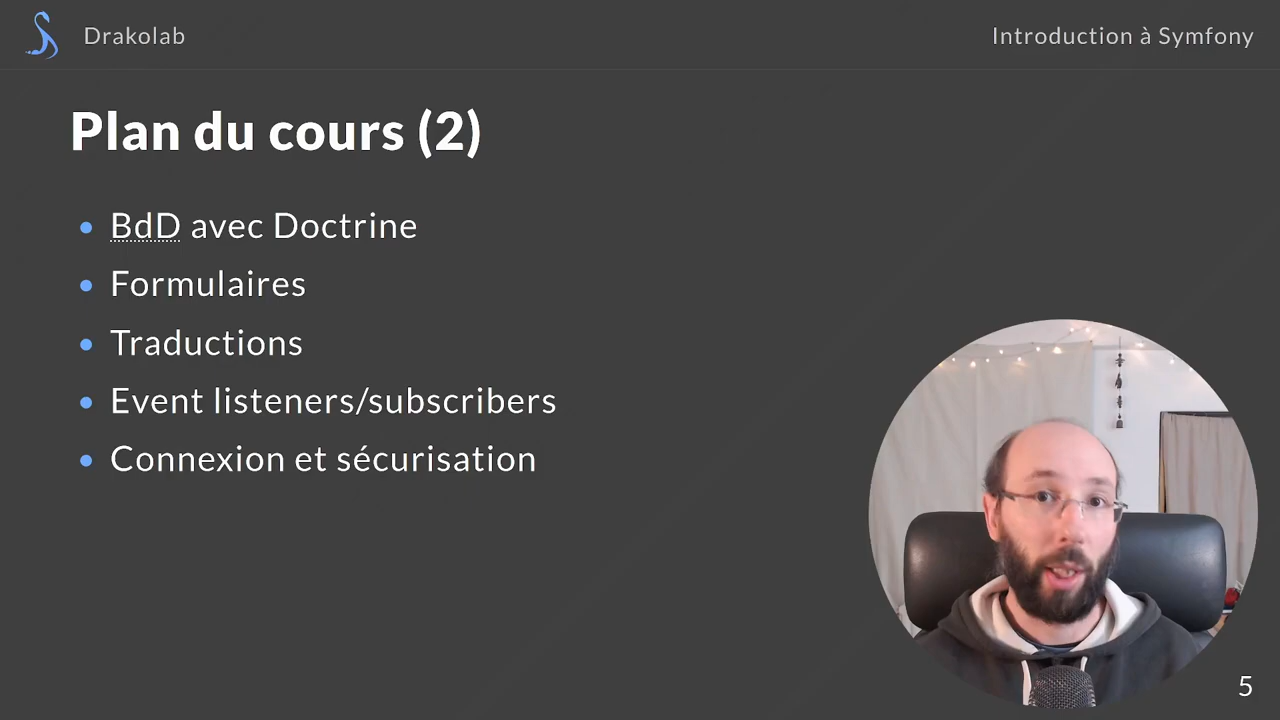 Drakolab
Introduction à Symfony
Plan du cours (2)
BdD avec Doctrine
Formulaires
Traductions
Event listeners/subscribers
Connexion et sécurisation
5